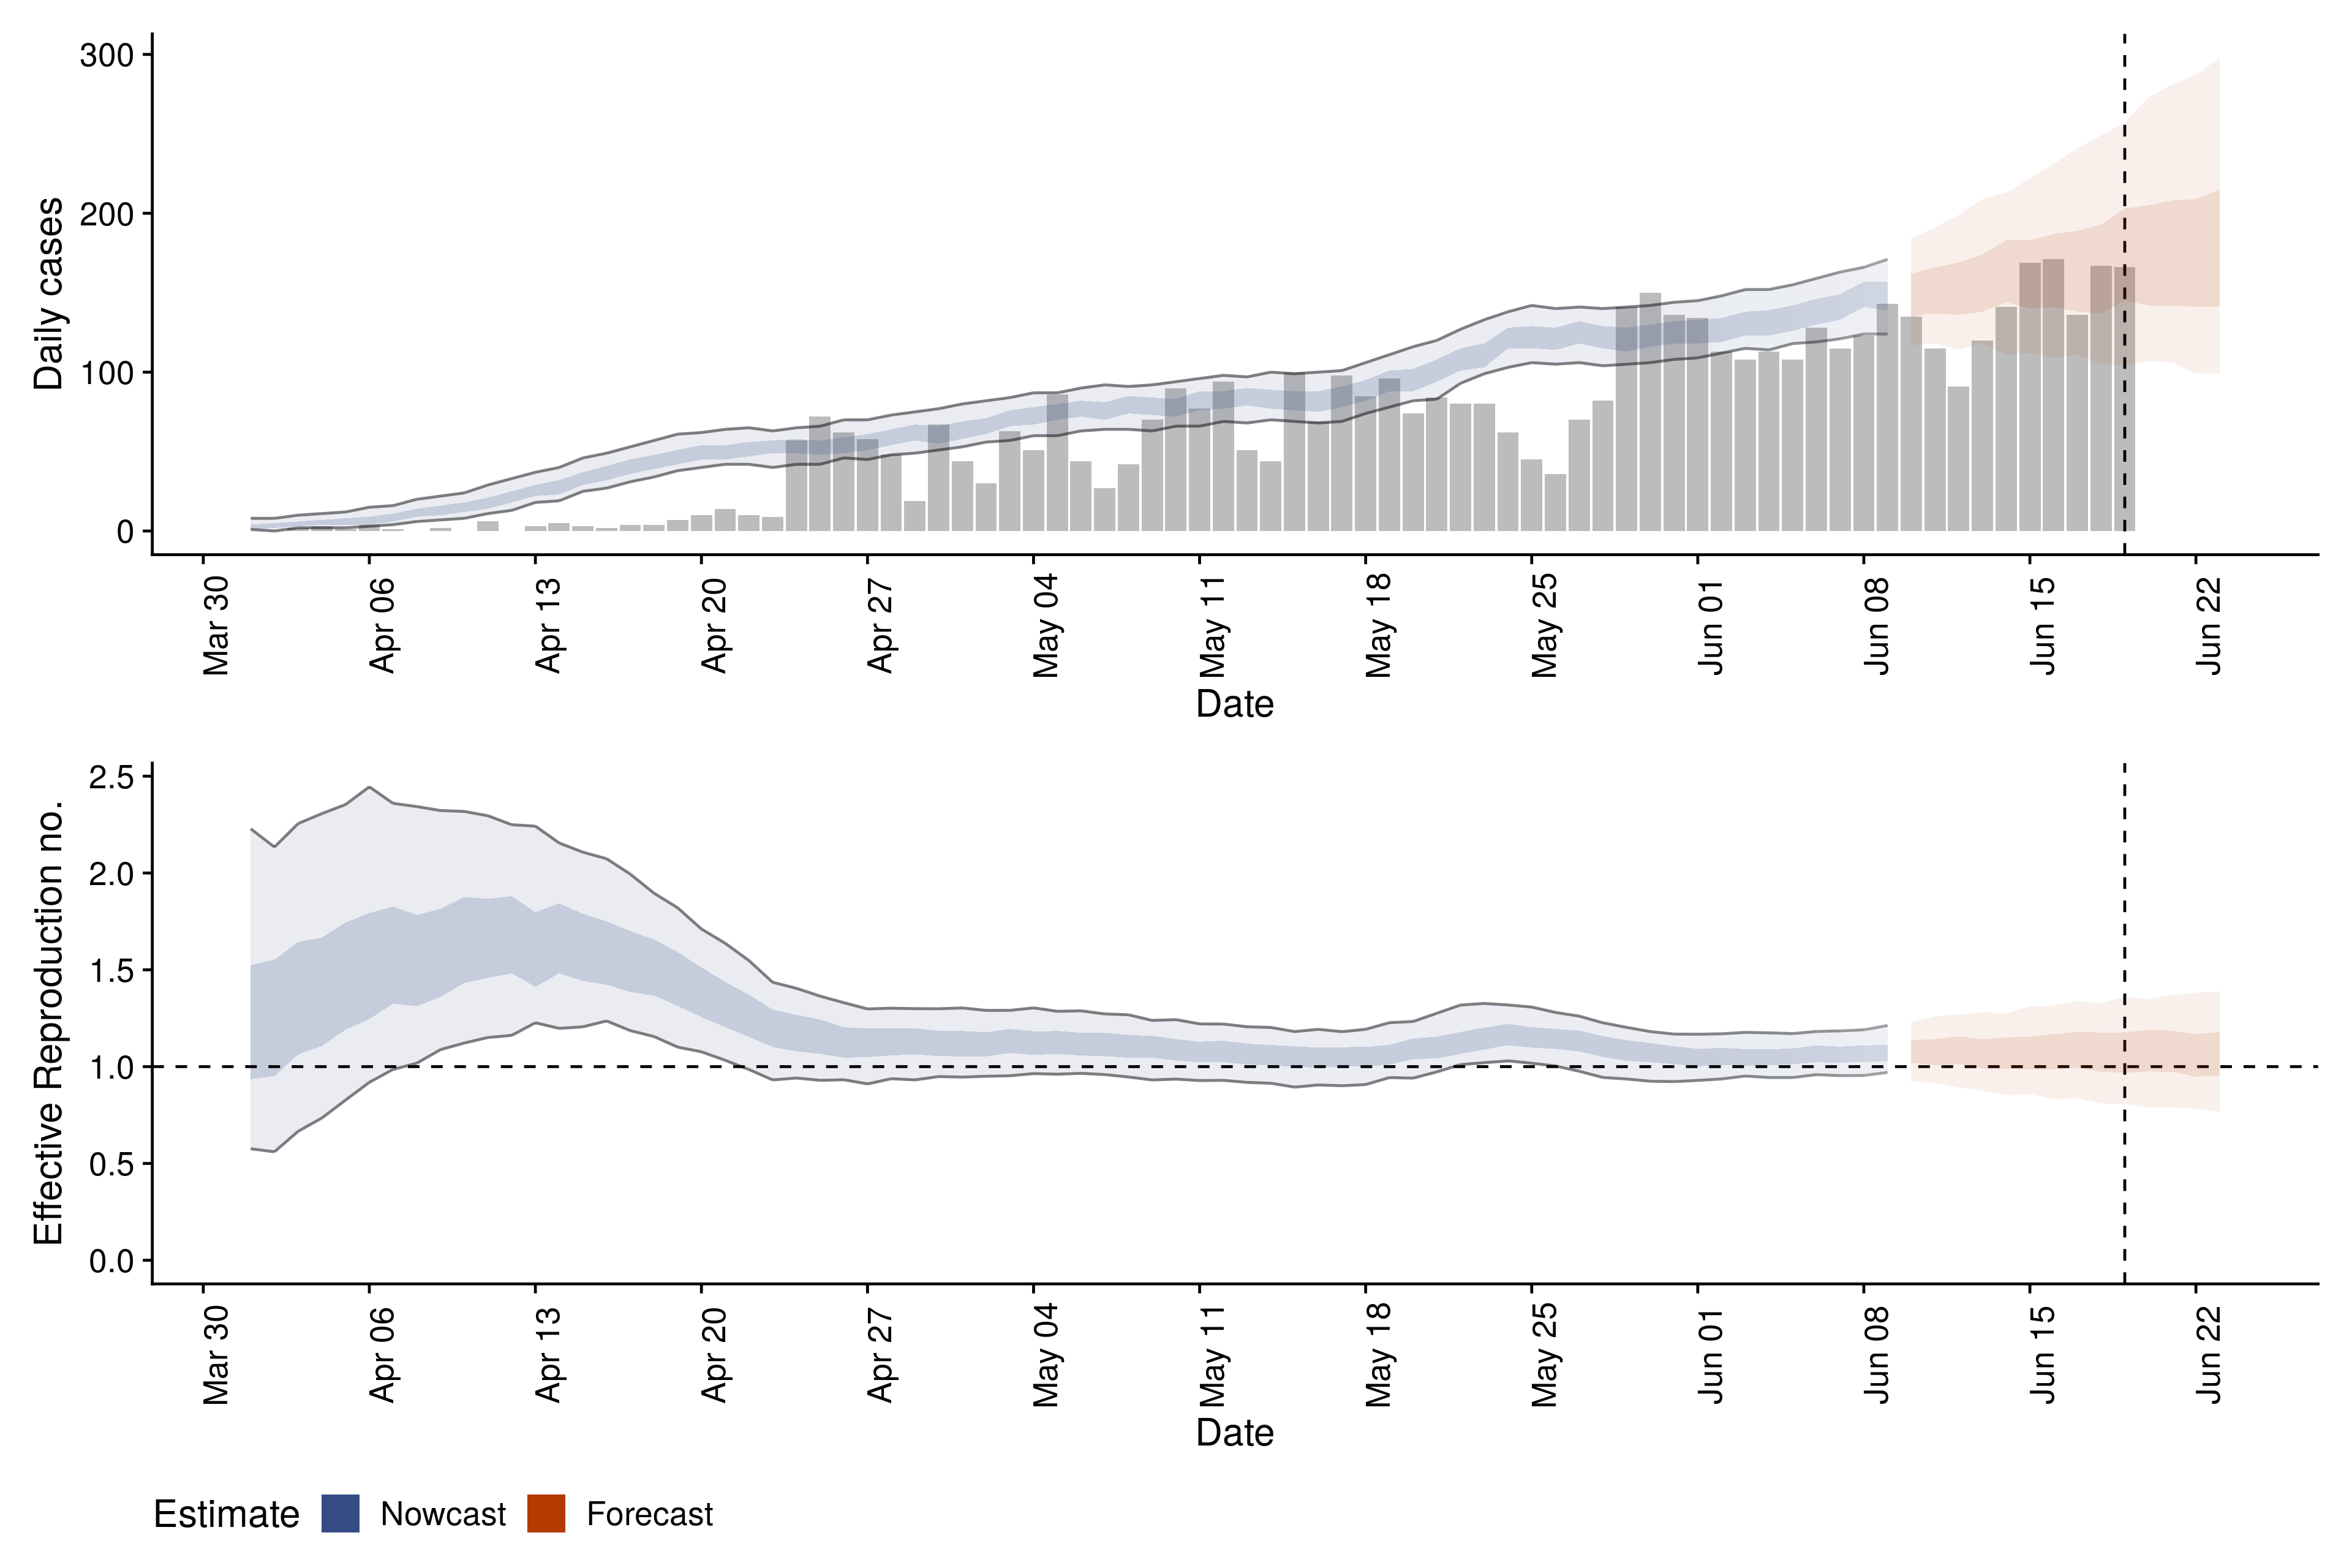 Daily cases
300
200
100
0
Mar 30
Apr 06
Apr 13
Apr 20
Apr 27
May 04
May 11
May 18
May 25
Jun 01
Jun 08
Jun 15
Jun 22
Date
Effective Reproduction no.
2.5
2.0
1.5
1.0
0.5
0.0
Mar 30
Apr 06
Apr 13
Apr 20
Apr 27
May 04
May 11
May 18
May 25
Jun 01
Jun 08
Jun 15
Jun 22
Date
Estimate Nowcast Forecast